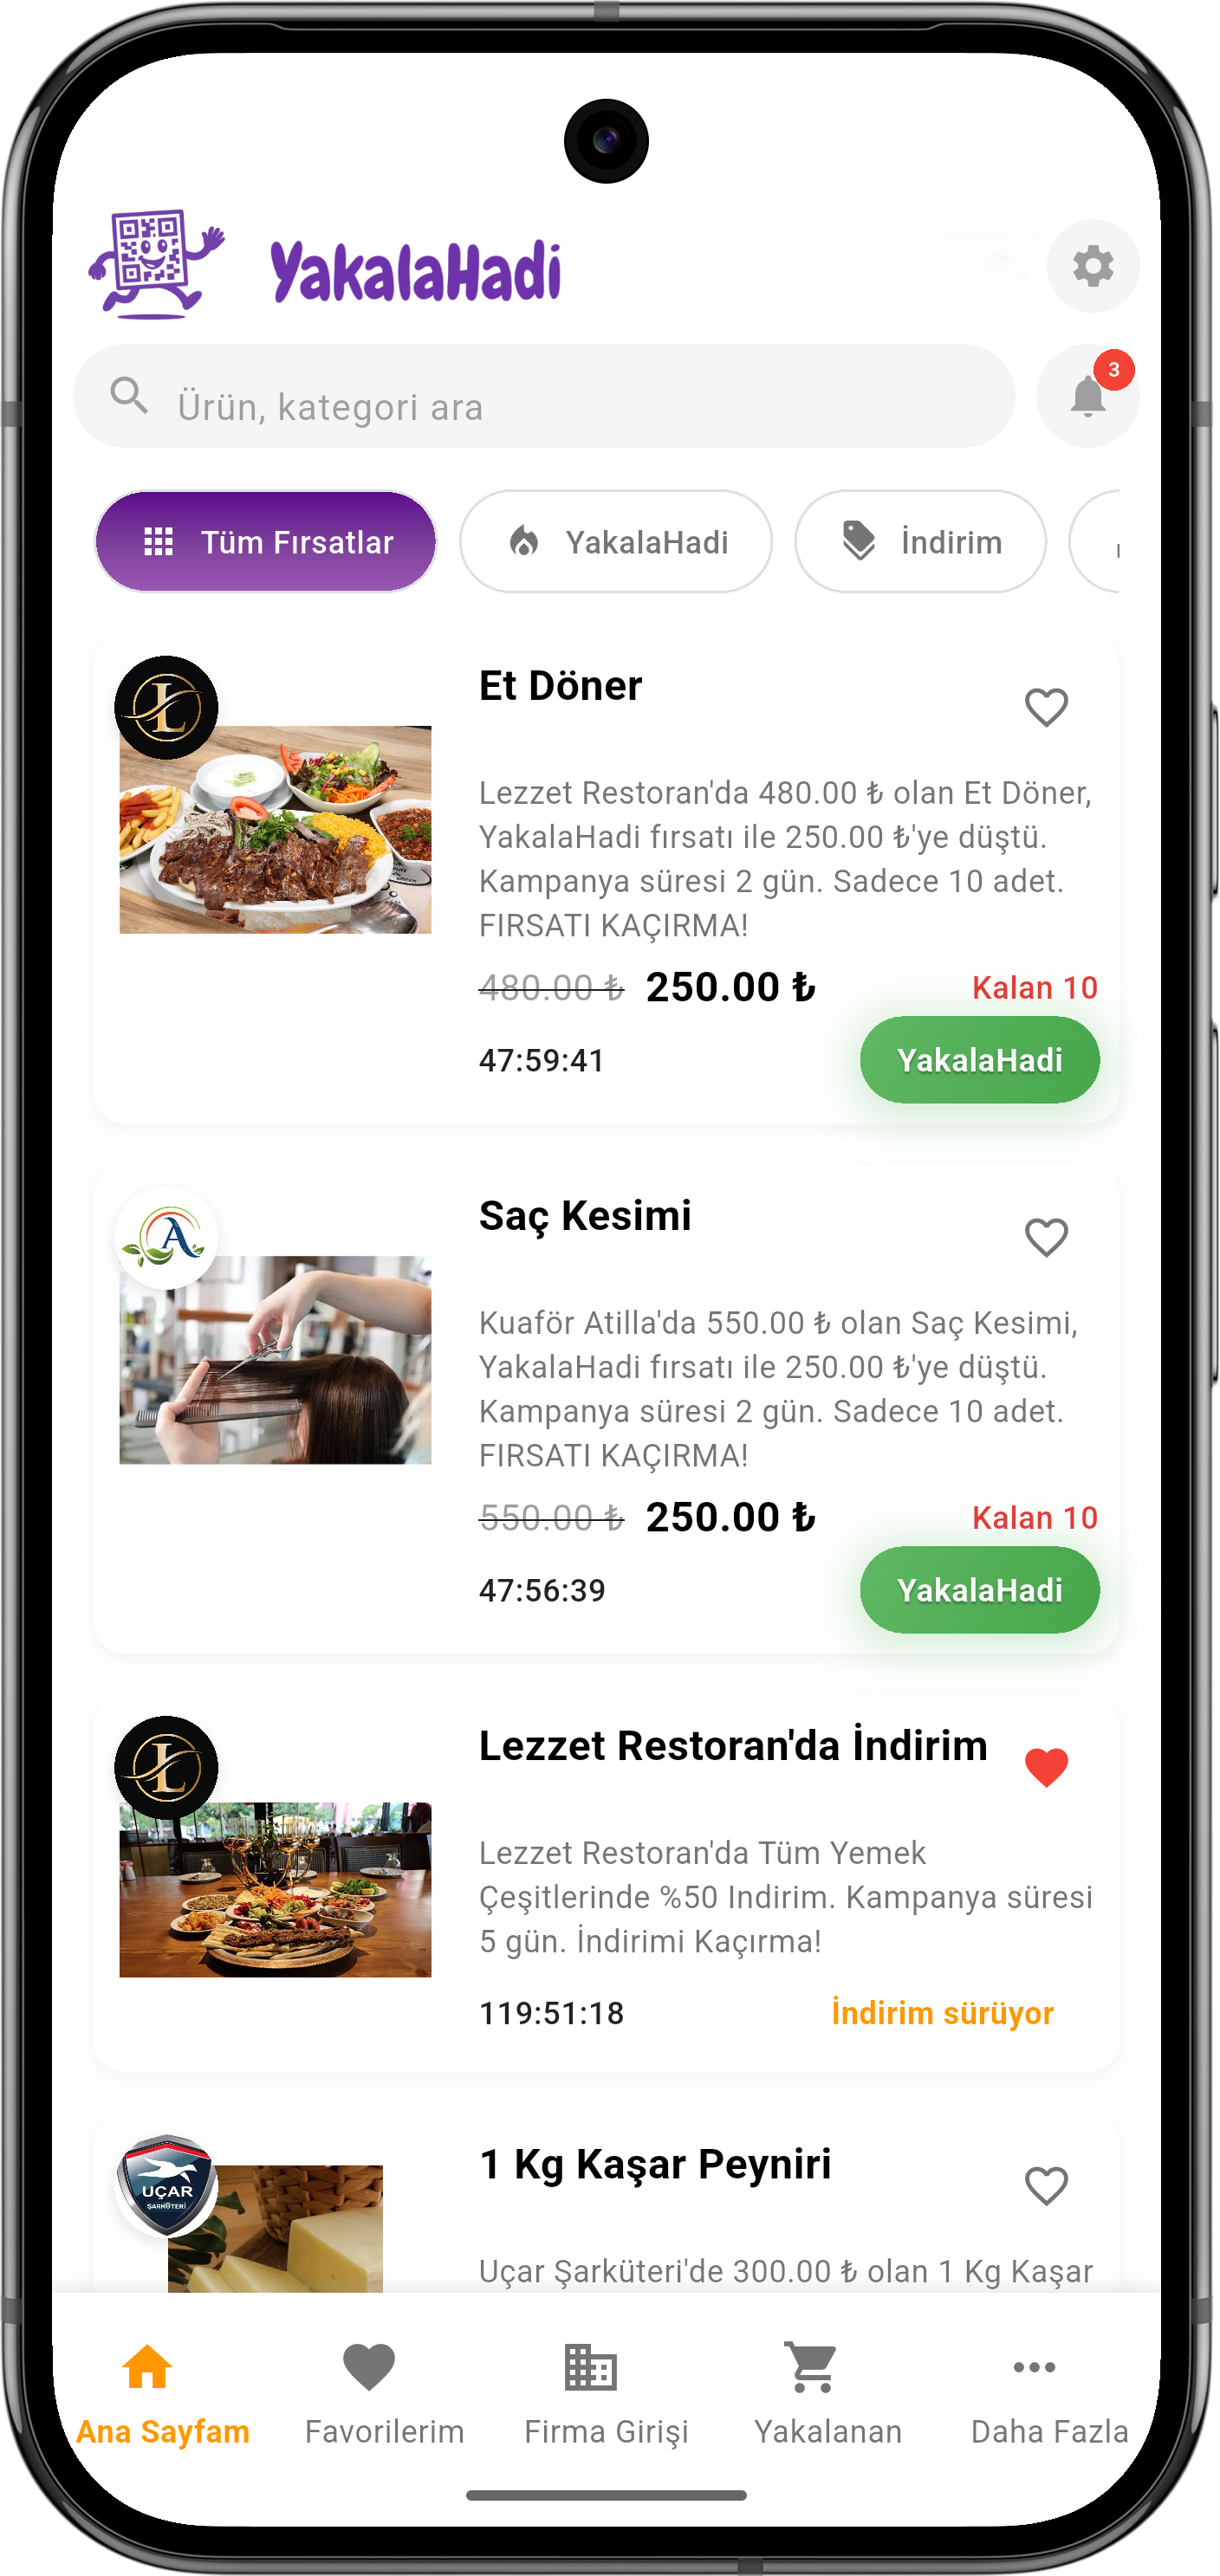 YakalaHadi
Ürün, kategori ara
3
Tüm Fırsatlar
YakalaHadi
İndirim
L
Et Döner
Lezzet Restoran'da 480.00 ₺ olan Et Döner,
YakalaHadi fırsatı ile 250.00 ₺'ye düştü.
Kampanya süresi 2 gün. Sadece 10 adet.
FIRSATI KAÇIRMA!
480.00 ₺ 250.00 ₺
Kalan 10
47:59:41
YakalaHadi
A
Saç Kesimi
Kuaför Atilla'da 550.00 ₺ olan Saç Kesimi,
YakalaHadi fırsatı ile 250.00 ₺'ye düştü.
Kampanya süresi 2 gün. Sadece 10 adet.
FIRSATI KAÇIRMA!
550.00 ₺ 250.00 ₺
Kalan 10
47:56:39
YakalaHadi
L
Lezzet Restoran'da İndirim
Lezzet Restoran'da Tüm Yemek
Çeşitlerinde %50 Indirim. Kampanya süresi
5 gün. İndirimi Kaçırma!
119:51:18
İndirim sürüyor
UÇAR
ŞARKÜTERİ
1 Kg Kaşar Peyniri
Uçar Şarküteri'de 300.00 ₺ olan 1 Kg Kaşar
Ana Sayfam
Favorilerim
Firma Girişi
Yakalanan
Daha Fazla